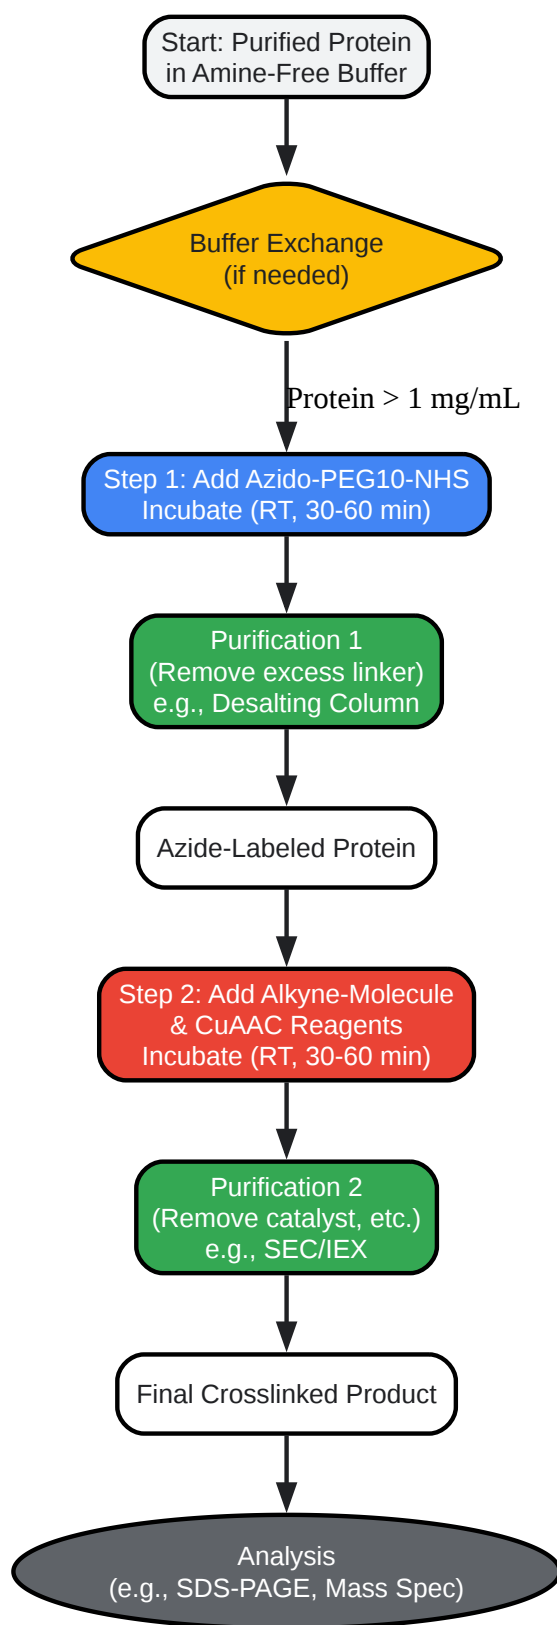 Start: Purified Protein
in Amine-Free Buffer
Buffer Exchange
(if needed)
Protein > 1 mg/mL
Step 1: Add Azido-PEG10-NHS
Incubate (RT, 30-60 min)
Purification 1
(Remove excess linker)
e.g., Desalting Column
Azide-Labeled Protein
Step 2: Add Alkyne-Molecule
& CuAAC Reagents
Incubate (RT, 30-60 min)
Purification 2
(Remove catalyst, etc.)
e.g., SEC/IEX
Final Crosslinked Product
Analysis
(e.g., SDS-PAGE, Mass Spec)